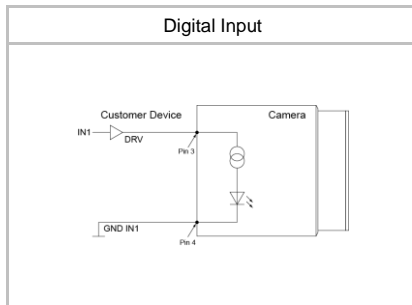 Digital Input
Customer Device
Camera
IN1
DRV
Pin 3
GND IN1
Pin 4